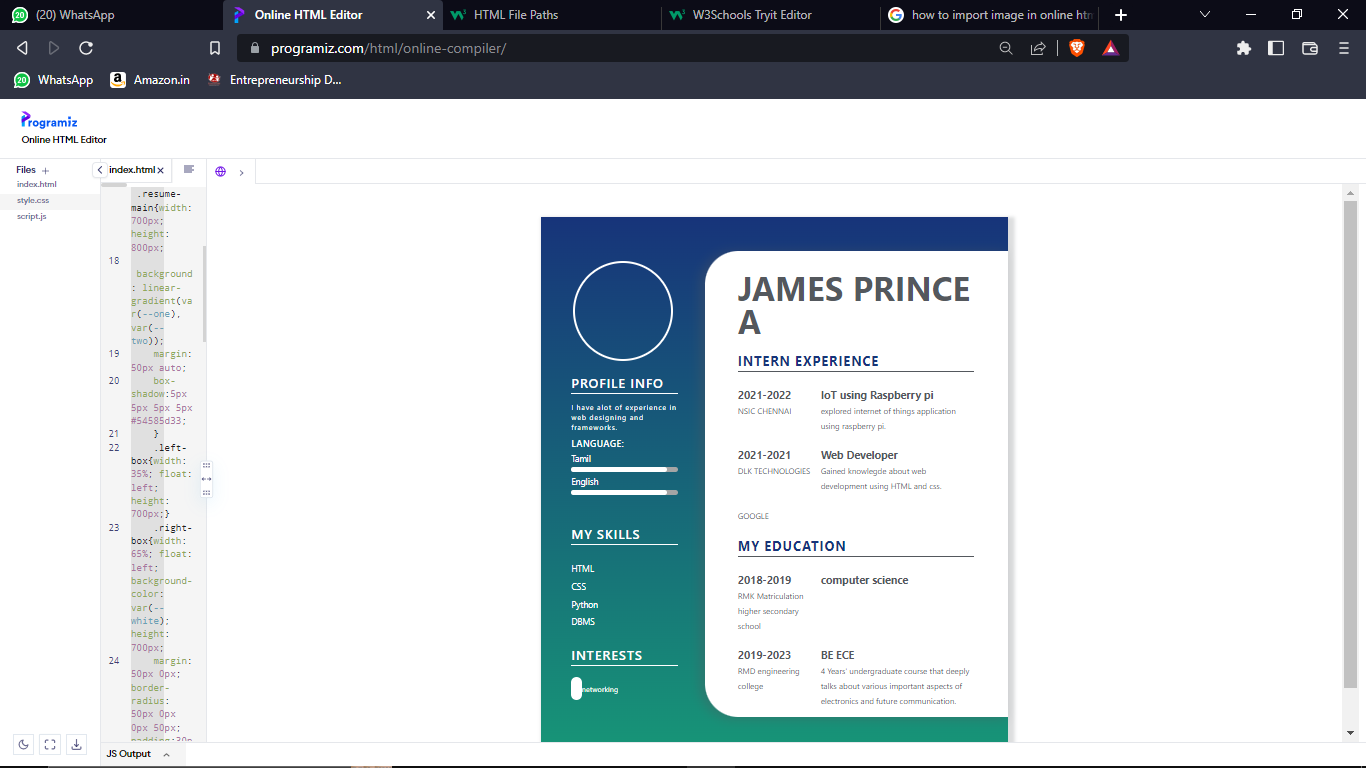 (20) WhatsApp
Online HTML Editor
HTML File Paths
W3Schools Tryit Editor
how to import image in online htm
programiz.com/html/online-compiler/
20 WhatsApp
Amazon.in
Entrepreneurship D...
Programiz
Online HTML Editor
Files +
index.html
style.css
script.js
index.html
.resume-
main{width:
700px;
height:
800px;
18
background
: linear-
gradient(va
r(--one),
var(--
two));
19 margin:
50px auto;
20 box-
shadow:5px
5px 5px 5px
#54585d33;
21 }
22 .left-
box{width:
35%; float:
left;
height:
700px;}
23 .right-
box{width:
65%; float:
left;
background-
color:
var(--
white);
height:
700px;
24 margin:
50px 0px;
border-
radius:
50px 0px
0px 50px;
padding:30p
JS Output
PROFILE INFO
I have alot of experience in
web designing and
frameworks.
LANGUAGE:
Tamil
English
MY SKILLS
HTML
CSS
Python
DBMS
INTERESTS
networking
JAMES PRINCE
A
INTERN EXPERIENCE
2021-2022 IoT using Raspberry pi
NSIC CHENNAI explored internet of things application
using raspberry pi.
2021-2021 Web Developer
DLK TECHNOLOGIES Gained knowlegde about web
development using HTML and css.
GOOGLE
MY EDUCATION
2018-2019 computer science
RMK Matriculation
higher secondary
school
2019-2023 BE ECE
RMD engineering 4 Years' undergraduate course that deeply
college talks about various important aspects of
electronics and future communication.